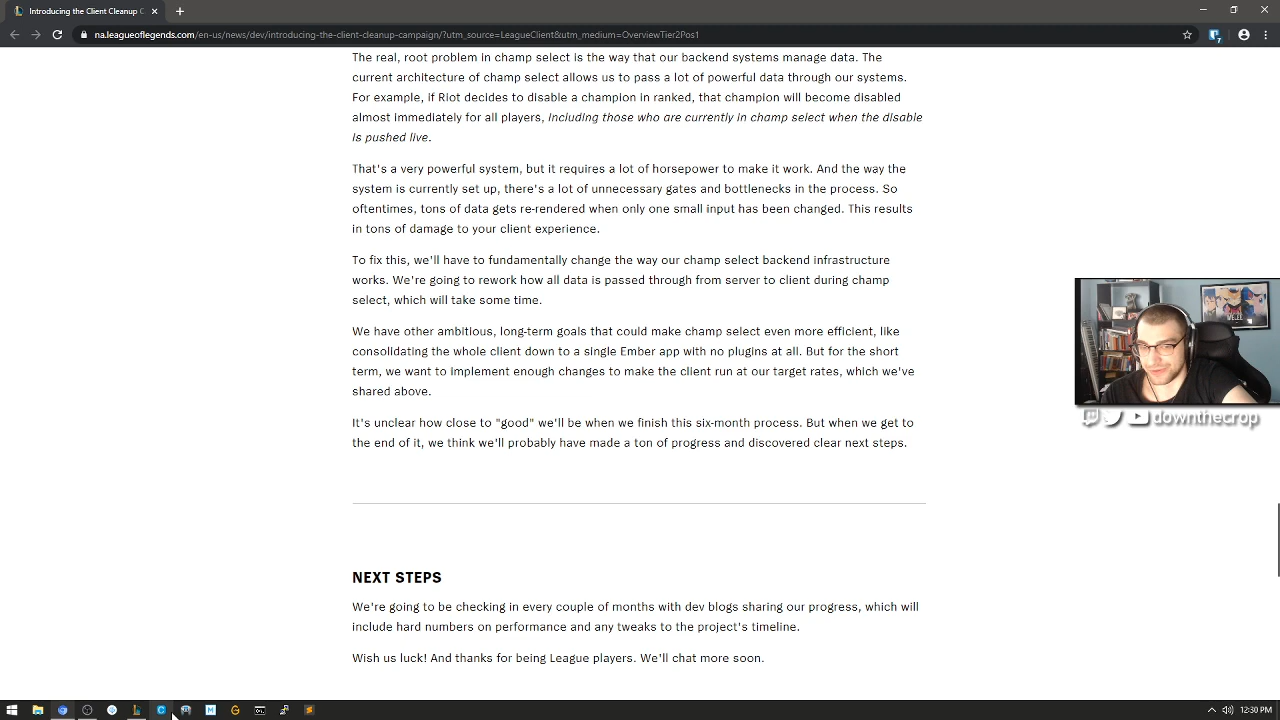 Introducing the Client Cleanup C
na.leagueoflegends.com/en-us/news/dev/introducing-the-client-cleanup-campaign/?utm_source=LeagueClient&utm_medium=OverviewTier2Pos1
The real, root problem in champ select is the way that our backend systems manage data. The
current architecture of champ select allows us to pass a lot of powerful data through our systems.
For example, if Riot decides to disable a champion in ranked, that champion will become disabled
almost immediately for all players, including those who are currently in champ select when the disable
is pushed live.
That's a very powerful system, but it requires a lot of horsepower to make it work. And the way the
system is currently set up, there's a lot of unnecessary gates and bottlenecks in the process. So
oftentimes, tons of data gets re-rendered when only one small input has been changed. This results
in tons of damage to your client experience.
To fix this, we'll have to fundamentally change the way our champ select backend infrastructure
works. We're going to rework how all data is passed through from server to client during champ
select, which will take some time.
We have other ambitious, long-term goals that could make champ select even more efficient, like
consolidating the whole client down to a single Ember app with no plugins at all. But for the short
term, we want to implement enough changes to make the client run at our target rates, which we've
shared above.
It's unclear how close to "good" we'll be when we finish this six-month process. But when we get to
the end of it, we think we'll probably have made a ton of progress and discovered clear next steps.
downthecrop
NEXT STEPS
We're going to be checking in every couple of months with dev blogs sharing our progress, which will
include hard numbers on performance and any tweaks to the project's timeline.
Wish us luck! And thanks for being League players. We'll chat more soon.
12:30 PM